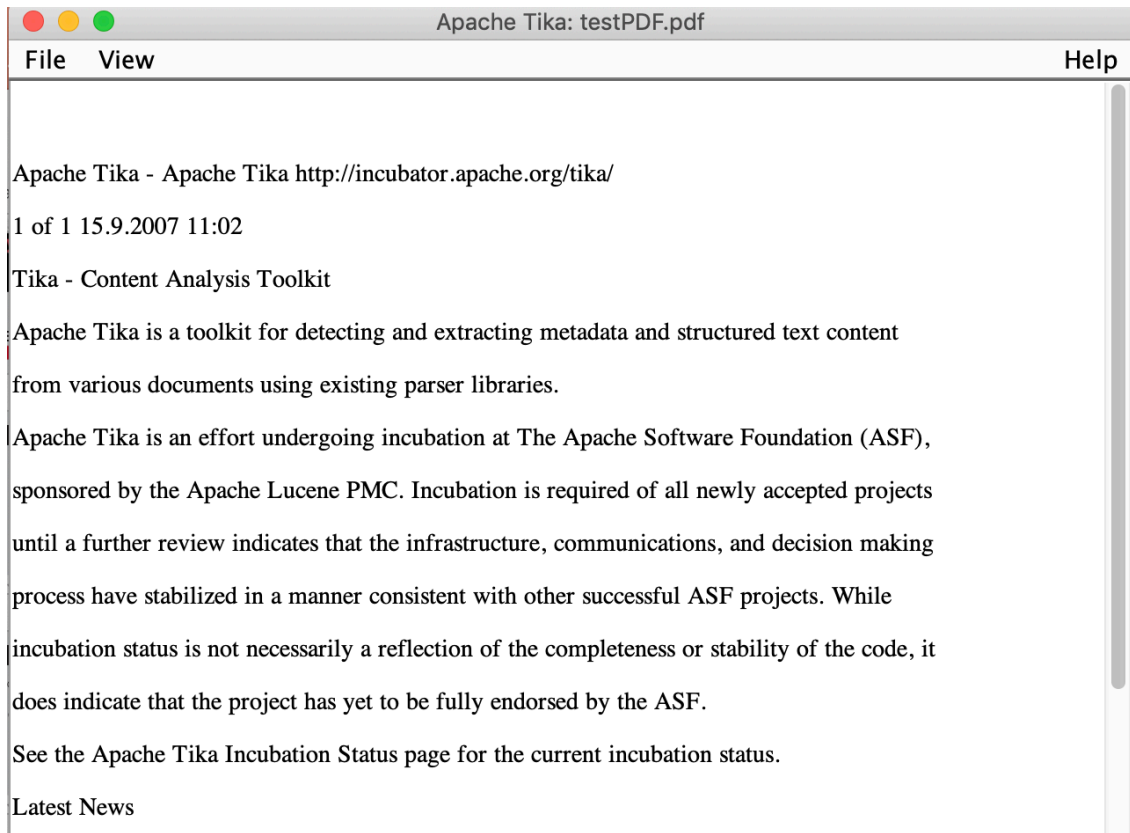 Apache Tika: testPDF.pdf
File View Help
Apache Tika - Apache Tika http://incubator.apache.org/tika/
1 of 1 15.9.2007 11:02
Tika - Content Analysis Toolkit
Apache Tika is a toolkit for detecting and extracting metadata and structured text content
from various documents using existing parser libraries.
Apache Tika is an effort undergoing incubation at The Apache Software Foundation (ASF),
sponsored by the Apache Lucene PMC. Incubation is required of all newly accepted projects
until a further review indicates that the infrastructure, communications, and decision making
process have stabilized in a manner consistent with other successful ASF projects. While
incubation status is not necessarily a reflection of the completeness or stability of the code, it
does indicate that the project has yet to be fully endorsed by the ASF.
See the Apache Tika Incubation Status page for the current incubation status.
Latest News